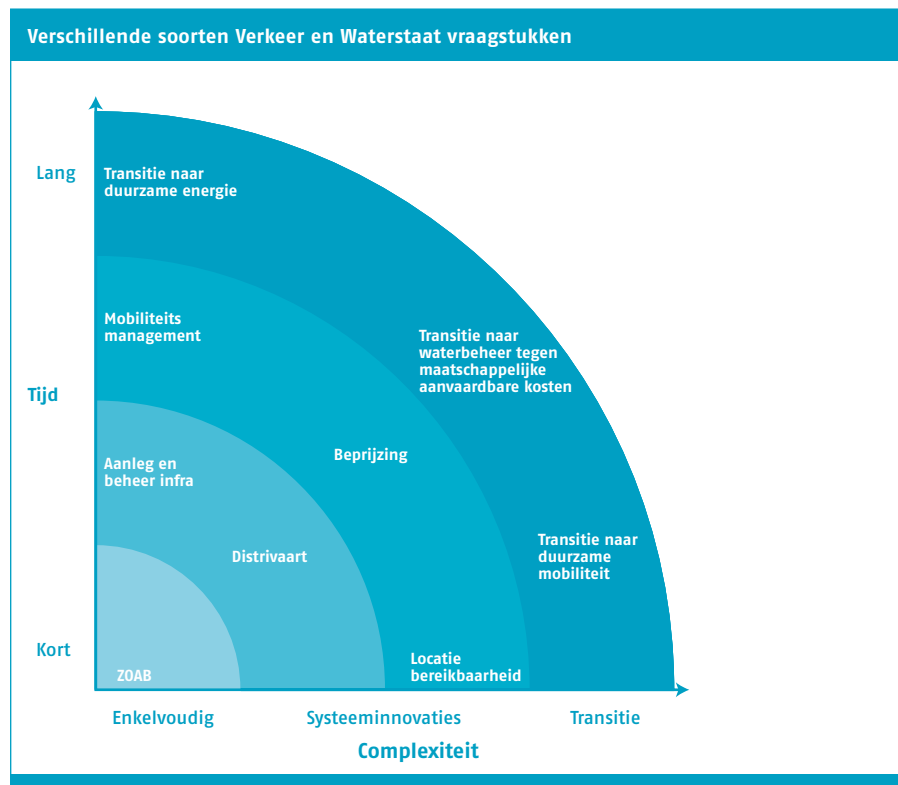 Verschillende soorten Verkeer en Waterstaat vraagstukken
Lang
Transitie naar
duurzame energie
Mobiliteits
management
Transitie naar
waterbeheer tegen
maatschappelijke
aanvaardbare kosten
Tijd
Beprijzing
Aanleg en
beheer infra
Distrivaart
Transitie naar
duurzame
mobiliteit
Kort
ZOAB
Locatie
bereikbaarheid
Enkelvoudig
Systeeminnovaties
Transitie
Complexiteit